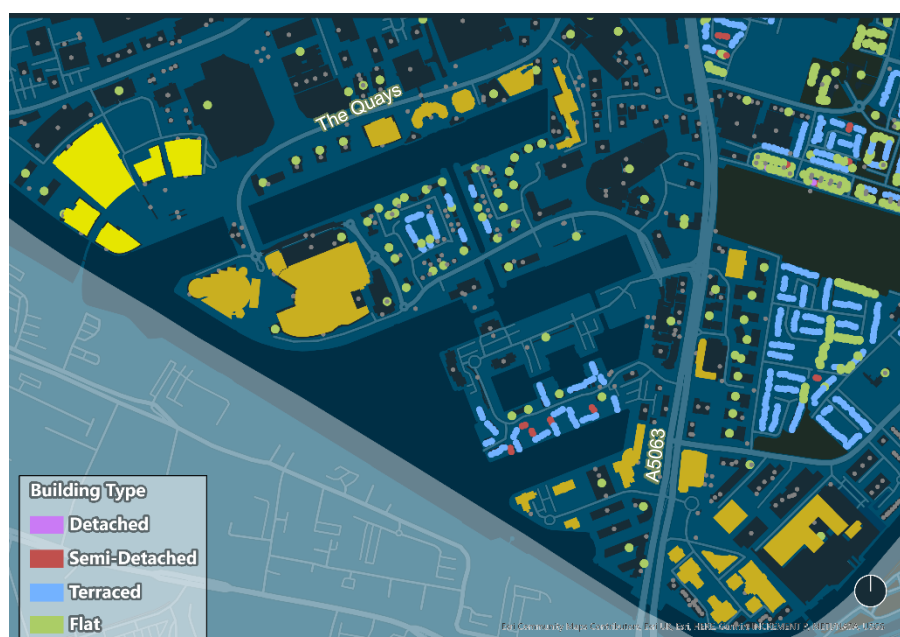 The Quays
A5063
Building Type
Detached
Semi-Detached
Terraced
Flat